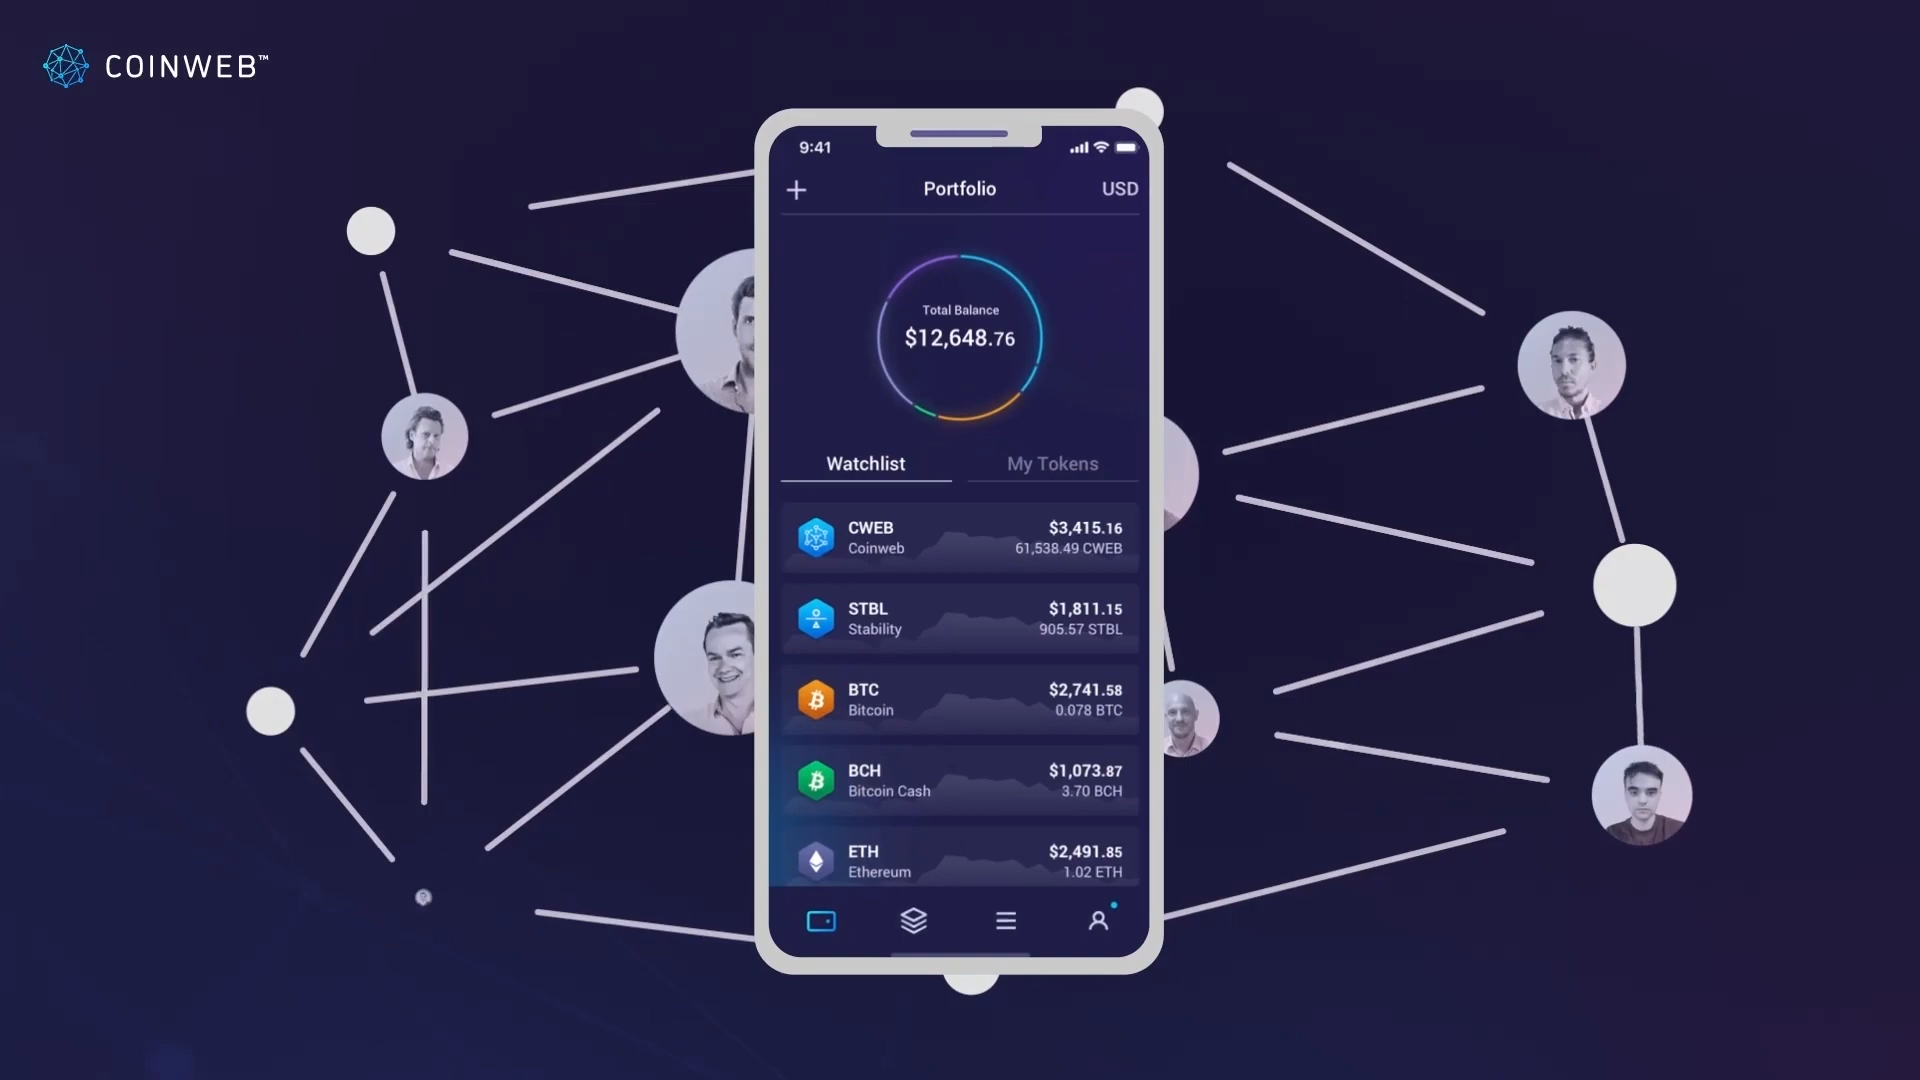 COINWEB™
9:41
Portfolio
USD
Total Balance
$12,648.76
Watchlist
My Tokens
CWEB
$3,415.16
Coinweb
61,538.49 CWEB
STBL
$1,811.15
Stability
905.57 STBL
BTC
$2,741.58
Bitcoin
0.078 BTC
BCH
$1,073.87
Bitcoin Cash
3.70 BCH
ETH
$2,491.85
Ethereum
1.02 ETH